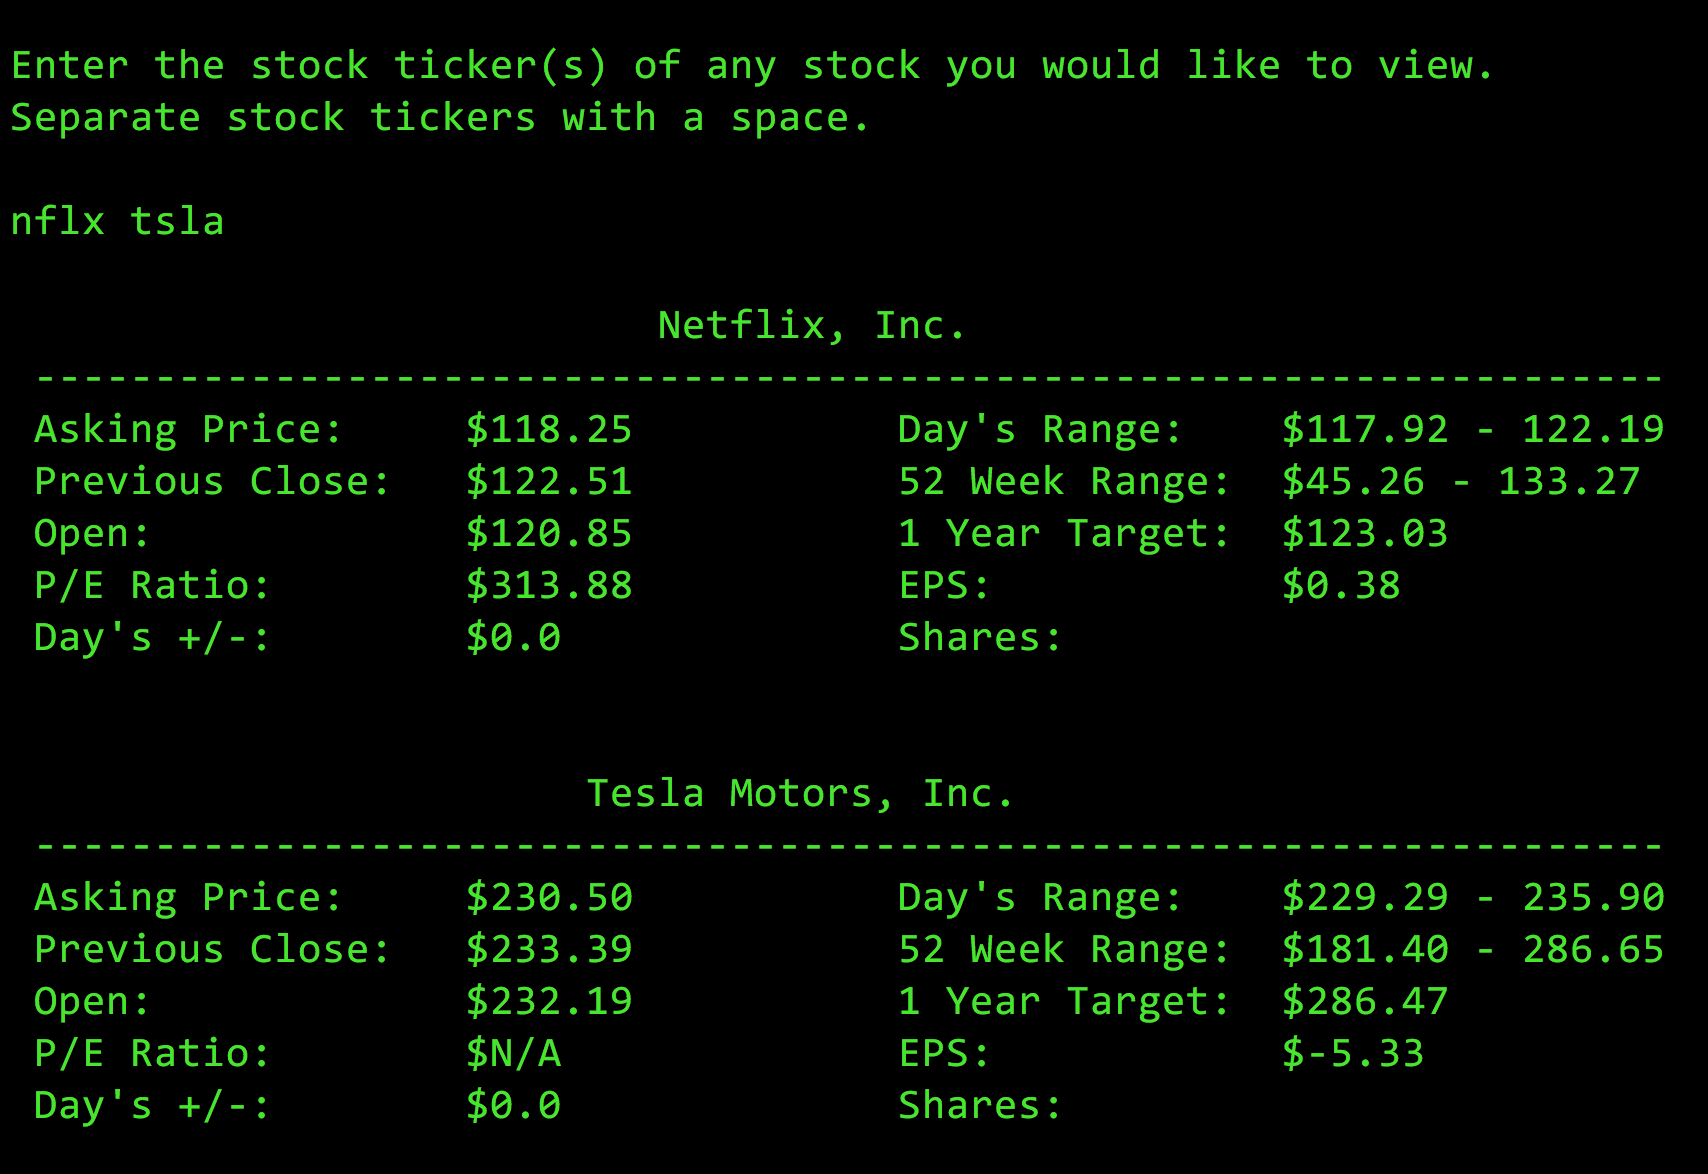 Enter the stock ticker(s) of any stock you would like to view.
Separate stock tickers with a space.
nflx tsla
Netflix, Inc.
--------------------------------------------------------------------
Asking Price: $118.25 Day's Range: $117.92 - 122.19
Previous Close: $122.51 52 Week Range: $45.26 - 133.27
Open: $120.85 1 Year Target: $123.03
P/E Ratio: $313.88 EPS: $0.38
Day's +/-: $0.0 Shares:
Tesla Motors, Inc.
--------------------------------------------------------------------
Asking Price: $230.50 Day's Range: $229.29 - 235.90
Previous Close: $233.39 52 Week Range: $181.40 - 286.65
Open: $232.19 1 Year Target: $286.47
P/E Ratio: $N/A EPS: $-5.33
Day's +/-: $0.0 Shares: